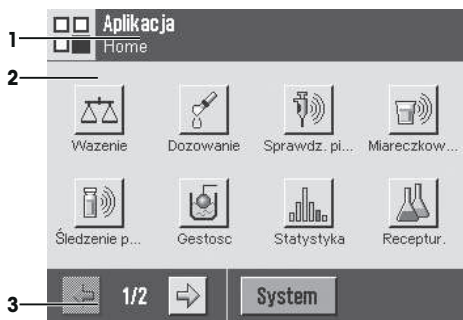 1
Aplikacja
Home
2
Wazenie
Dozowanie
Sprawdz. pi...
Miareczkow...
Śledzenie p...
Gestosc
Statystyka
Receptur.
3
1/2
System